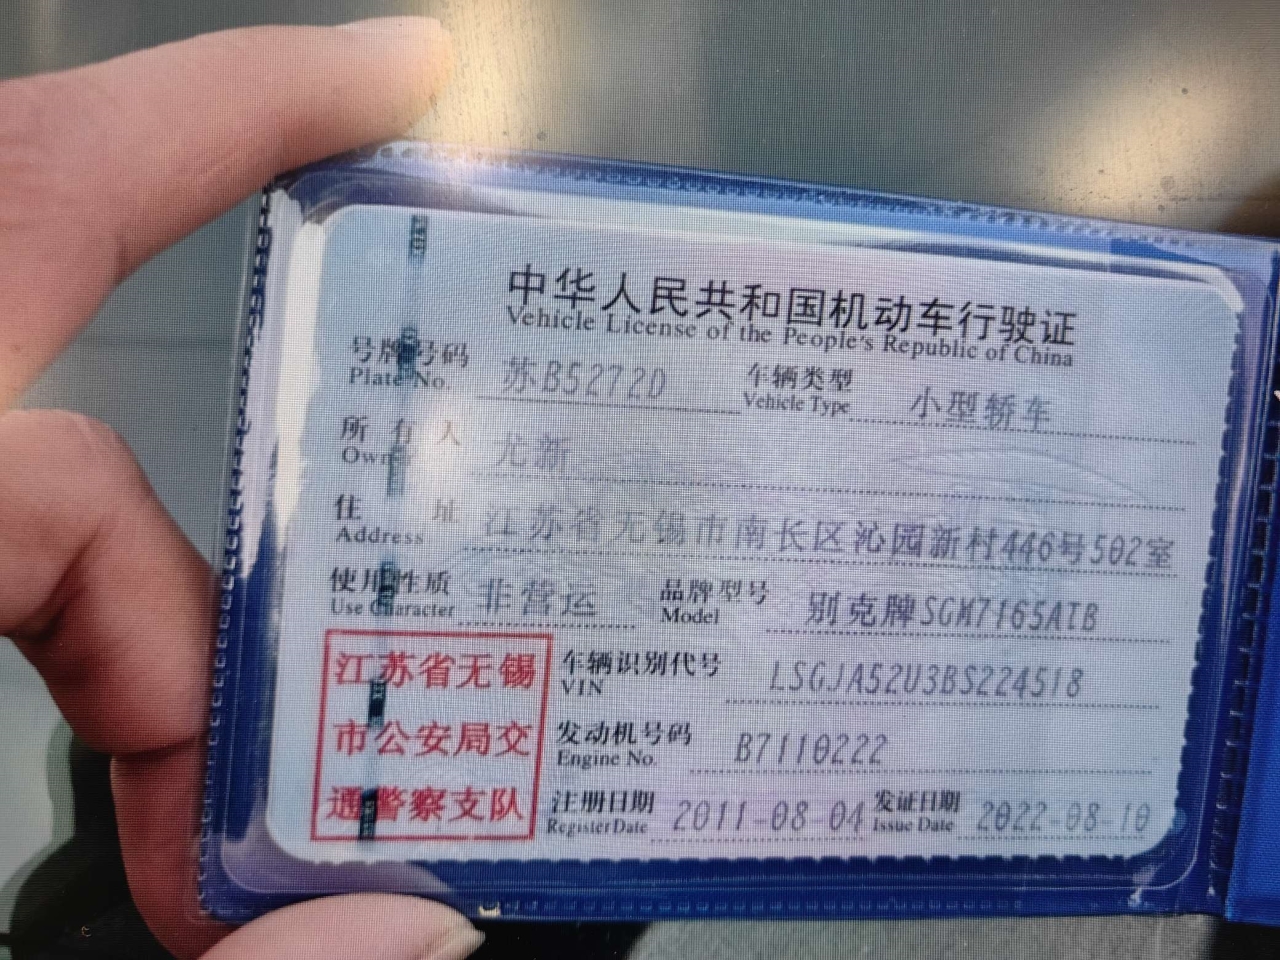 中华人民共和国机动车行驶证
Vehicle License of the People's Republic of China
号牌号码 苏B5272D 车辆类型 小型轿车
Plate No. Vehicle Type
所有人 尤新
Owner
住址 江苏省无锡市南长区沁园新村446号502室
Address
使用性质 非营运 品牌型号 别克牌SGM7165ATB
Use Character Model
江苏省无锡 车辆识别代号 LSGJA52U3BS224518
VIN
市公安局交 发动机号码 B7110222
Engine No.
通警察支队 注册日期 2011-08-04 发证日期 2022-08-10
Register Date Issue Date